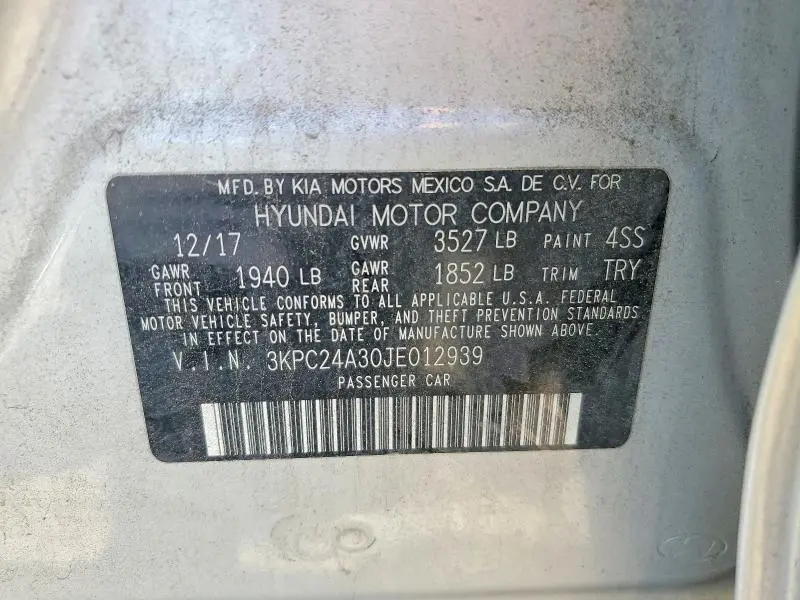 MFD. BY KIA MOTORS MEXICO S.A. DE C.V. FOR
HYUNDAI MOTOR COMPANY
12/17 GVWR 3527 LB PAINT 4SS
GAWR FRONT 1940 LB GAWR REAR 1852 LB TRIM TRY
THIS VEHICLE CONFORMS TO ALL APPLICABLE U.S.A. FEDERAL
MOTOR VEHICLE SAFETY, BUMPER, AND THEFT PREVENTION STANDARDS
IN EFFECT ON THE DATE OF MANUFACTURE SHOWN ABOVE.
V.I.N. 3KPC24A30JE012939
PASSENGER CAR